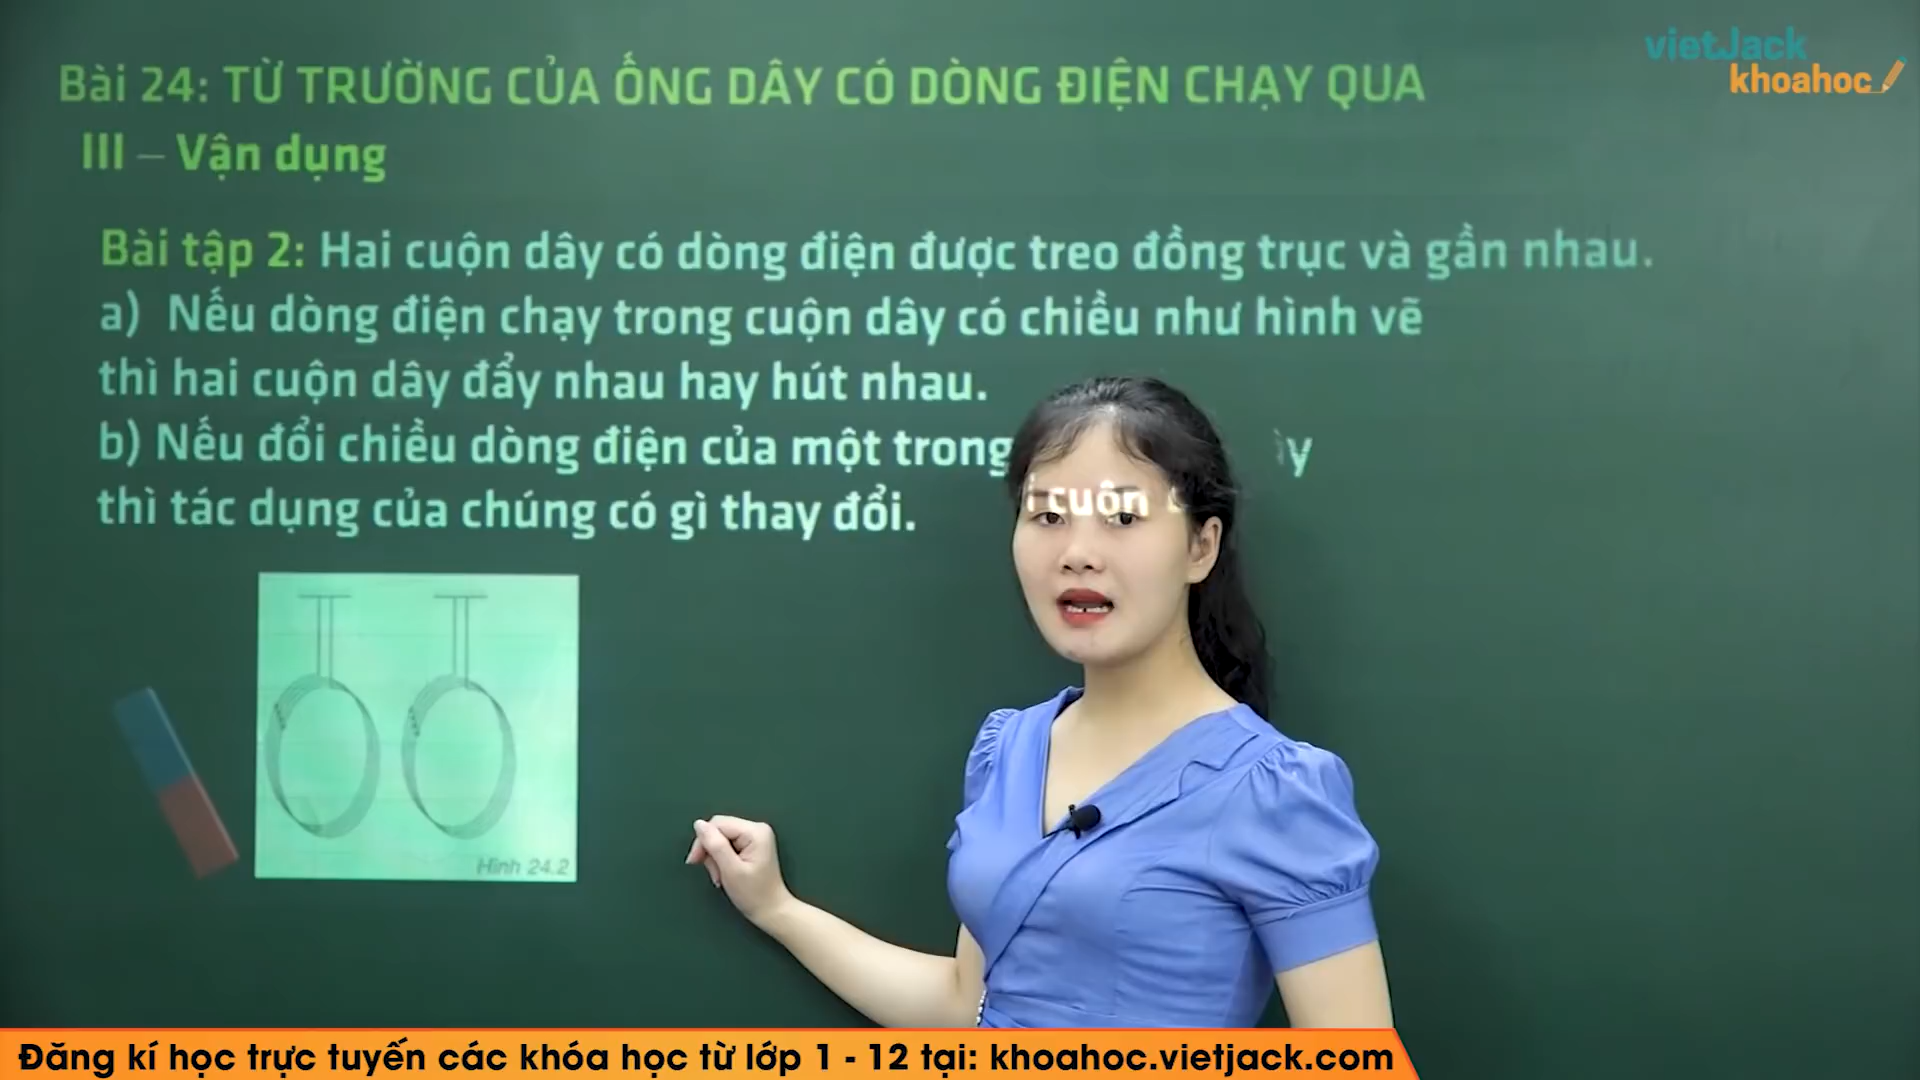 vietJack
khoahoc
Bài 24: TỪ TRƯỜNG CỦA ỐNG DÂY CÓ DÒNG ĐIỆN CHẠY QUA
III – Vận dụng
Bài tập 2: Hai cuộn dây có dòng điện được treo đồng trục và gần nhau.
a) Nếu dòng điện chạy trong cuộn dây có chiều như hình vẽ
thì hai cuộn dây đẩy nhau hay hút nhau.
b) Nếu đổi chiều dòng điện của một trong cuộn
thì tác dụng của chúng có gì thay đổi.
Hình 24.2
Đăng kí học trực tuyến các khóa học từ lớp 1 - 12 tại: khoahoc.vietjack.com